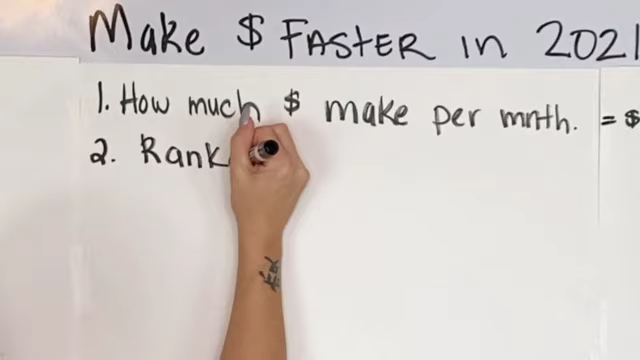 Make $ FASTER in 2021
1. How much $ make per mnth. = $
2. Rank